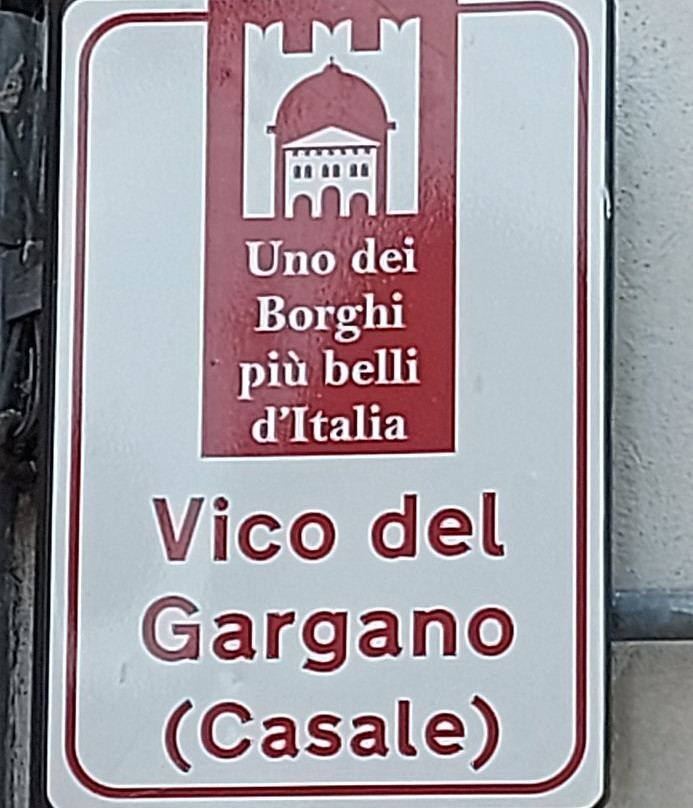 Uno dei
Borghi
più belli
d'Italia
Vico del
Gargano
(Casale)